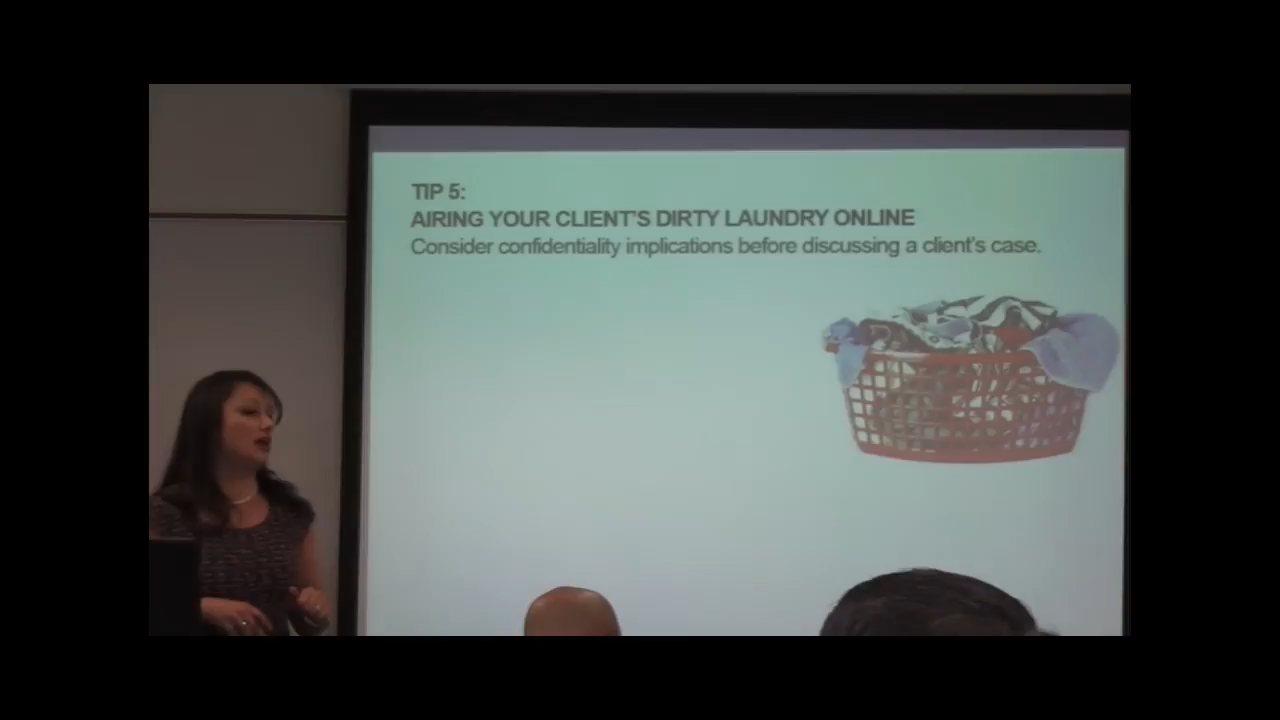 TIP 5:
AIRING YOUR CLIENT'S DIRTY LAUNDRY ONLINE
Consider confidentiality implications before discussing a client's case.